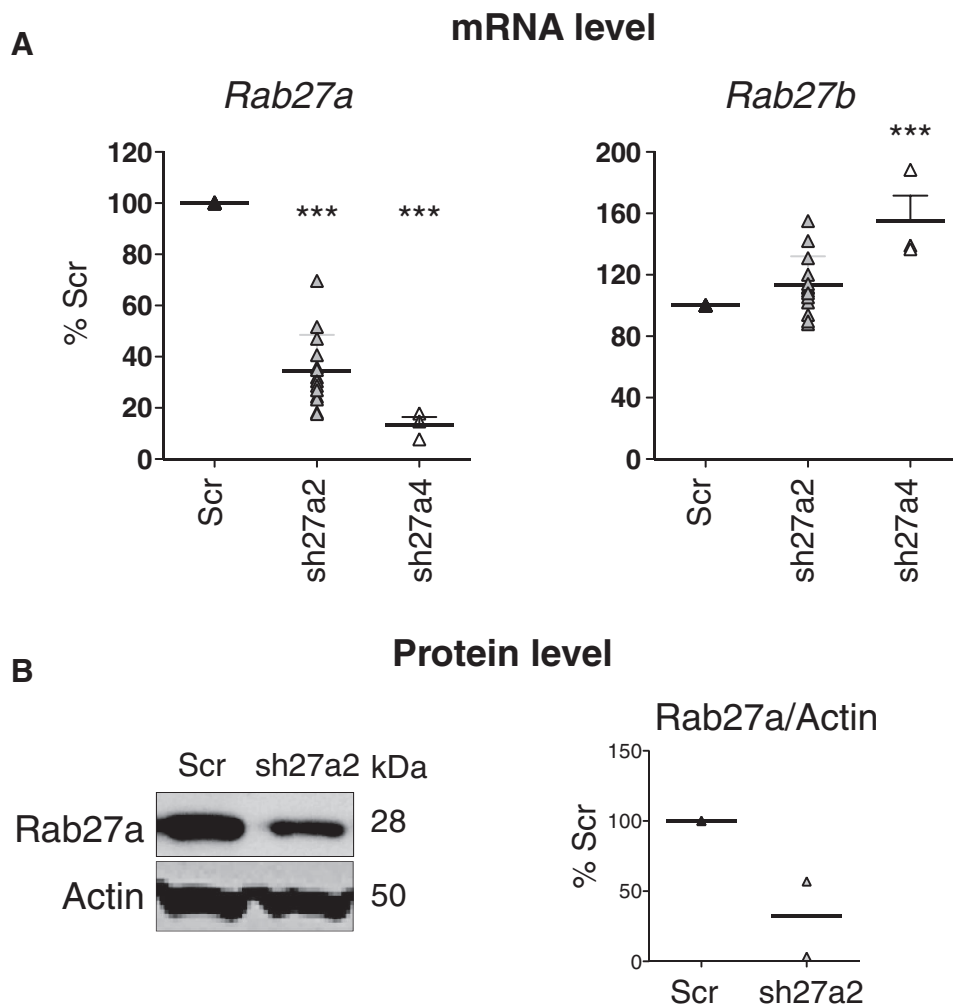 A
mRNA level
Rab27a
Rab27b
120
100
80
60
40
20
0
% Scr
***
***
Scr
sh27a2
sh27a4
200
160
120
80
40
0
***
Scr
sh27a2
sh27a4
B
Protein level
Scr sh27a2 kDa
Rab27a 28
Actin 50
Rab27a/Actin
150
100
50
0
% Scr
Scr
sh27a2